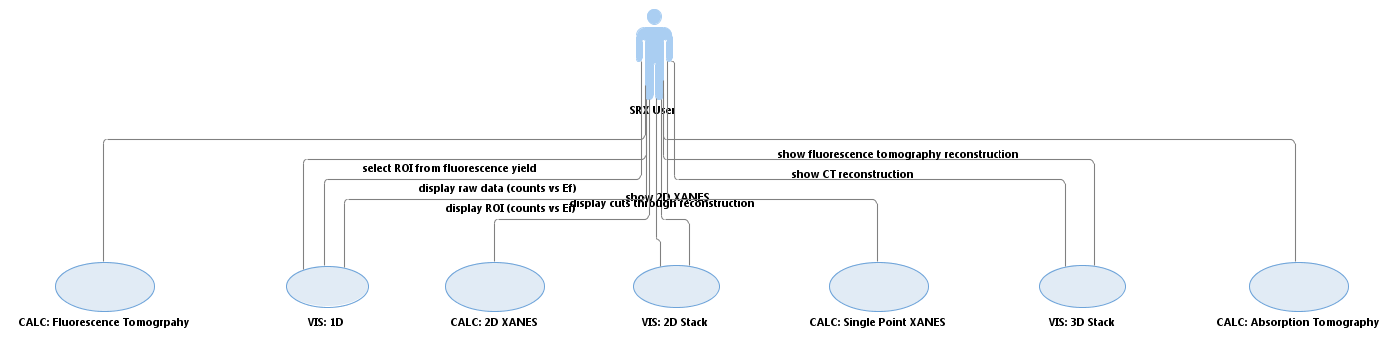 SRX User
show fluorescence tomography reconstruction
select ROI from fluorescence yield
show CT reconstruction
display raw data (counts vs Ef)
show 2D XANES
display cuts through reconstruction
display ROI (counts vs Ef)
CALC: Fluorescence Tomogrpahy
VIS: 1D
CALC: 2D XANES
VIS: 2D Stack
CALC: Single Point XANES
VIS: 3D Stack
CALC: Absorption Tomography